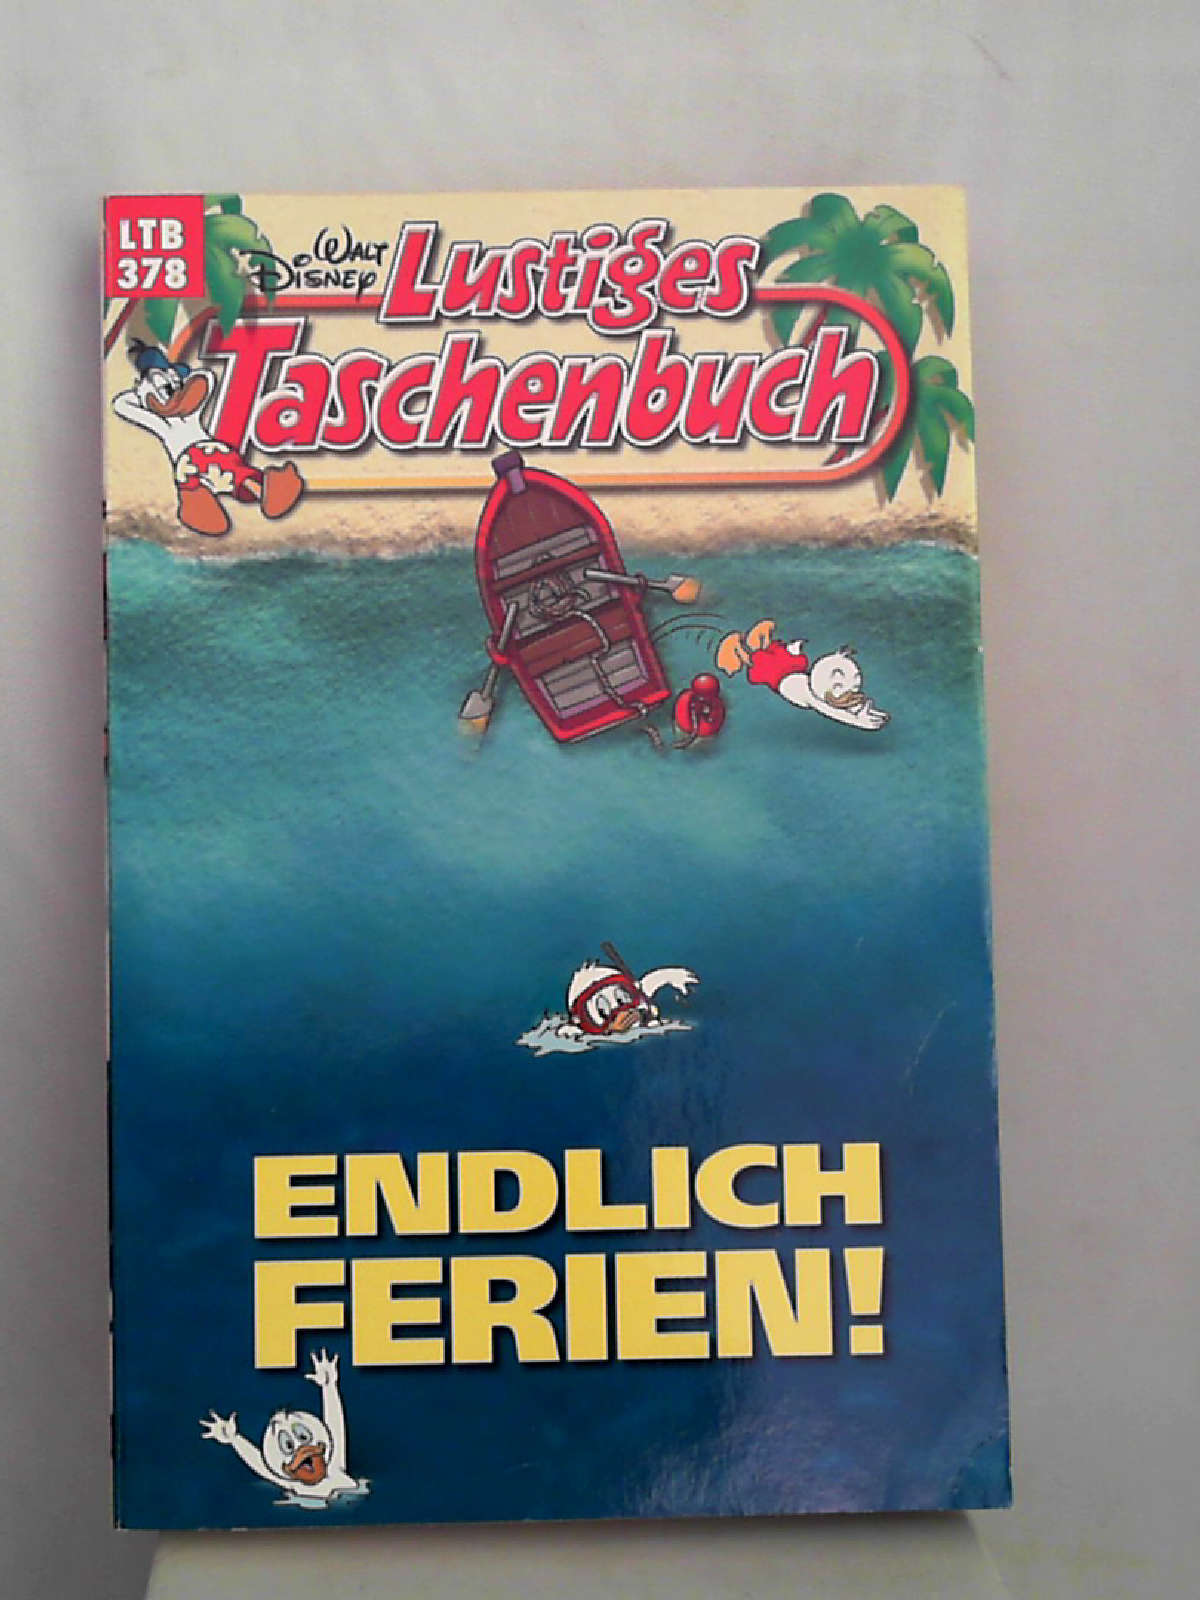 LTB
378
WALT DISNEY
Lustiges
Taschenbuch
ENDLICH
FERIEN!